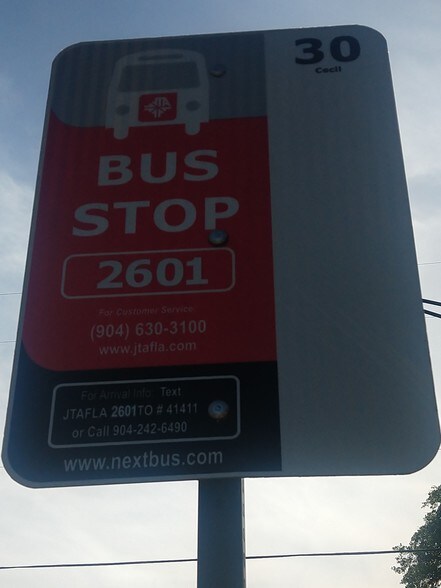 30
Cecil
BUS
STOP
2601
For Customer Service:
(904) 630-3100
www.jtafla.com
For Arrival Info Text
JTAFLA 2601TO # 41411
or Call 904-242-6490
www.nextbus.com